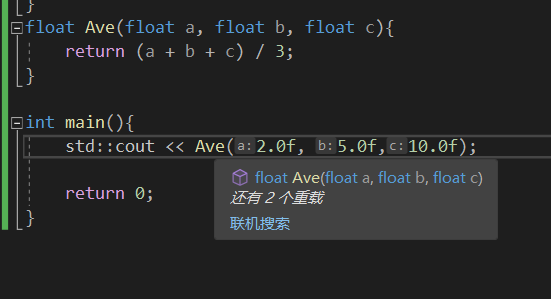 }
float Ave(float a, float b, float c){
return (a + b + c) / 3;
}
int main(){
std::cout << Ave(a:2.0f, b:5.0f,c:10.0f);
float Ave(float a, float b, float c)
还有 2 个重载
联机搜索
return 0;
}